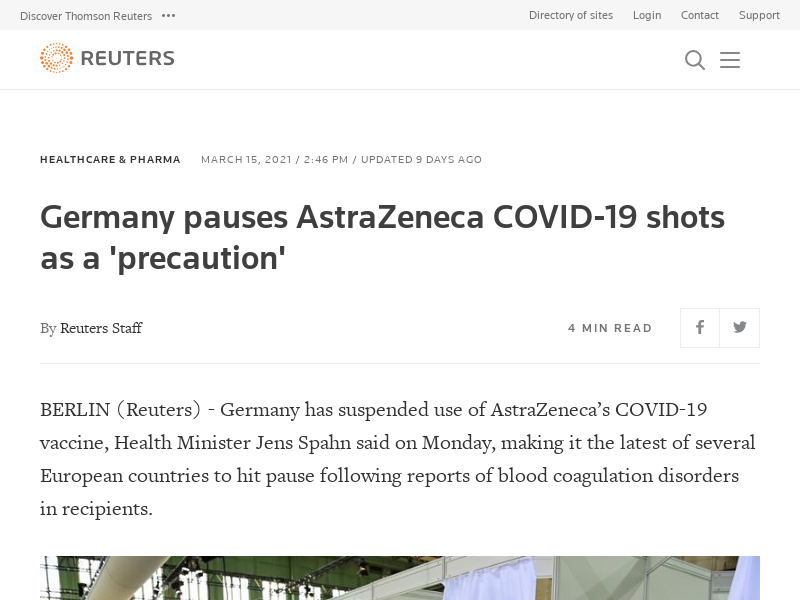 Discover Thomson Reuters •••
Directory of sites Login Contact Support
REUTERS
HEALTHCARE & PHARMA MARCH 15, 2021 / 2:46 PM / UPDATED 9 DAYS AGO
Germany pauses AstraZeneca COVID-19 shots
as a 'precaution'
By Reuters Staff
4 MIN READ
BERLIN (Reuters) - Germany has suspended use of AstraZeneca’s COVID-19
vaccine, Health Minister Jens Spahn said on Monday, making it the latest of several
European countries to hit pause following reports of blood coagulation disorders
in recipients.